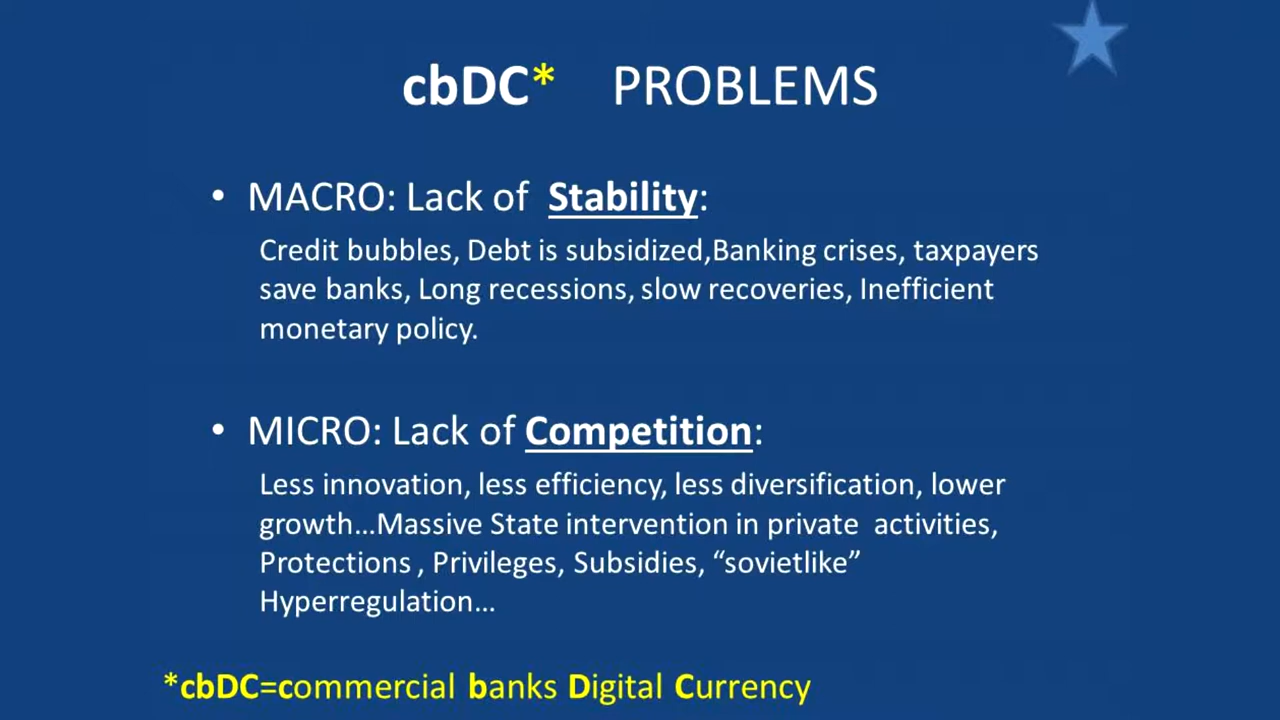 cbDC* PROBLEMS
• MACRO: Lack of Stability:
Credit bubbles, Debt is subsidized,Banking crises, taxpayers
save banks, Long recessions, slow recoveries, Inefficient
monetary policy.
• MICRO: Lack of Competition:
Less innovation, less efficiency, less diversification, lower
growth...Massive State intervention in private activities,
Protections , Privileges, Subsidies, “sovietlike”
Hyperregulation...
*cbDC=commercial banks Digital Currency